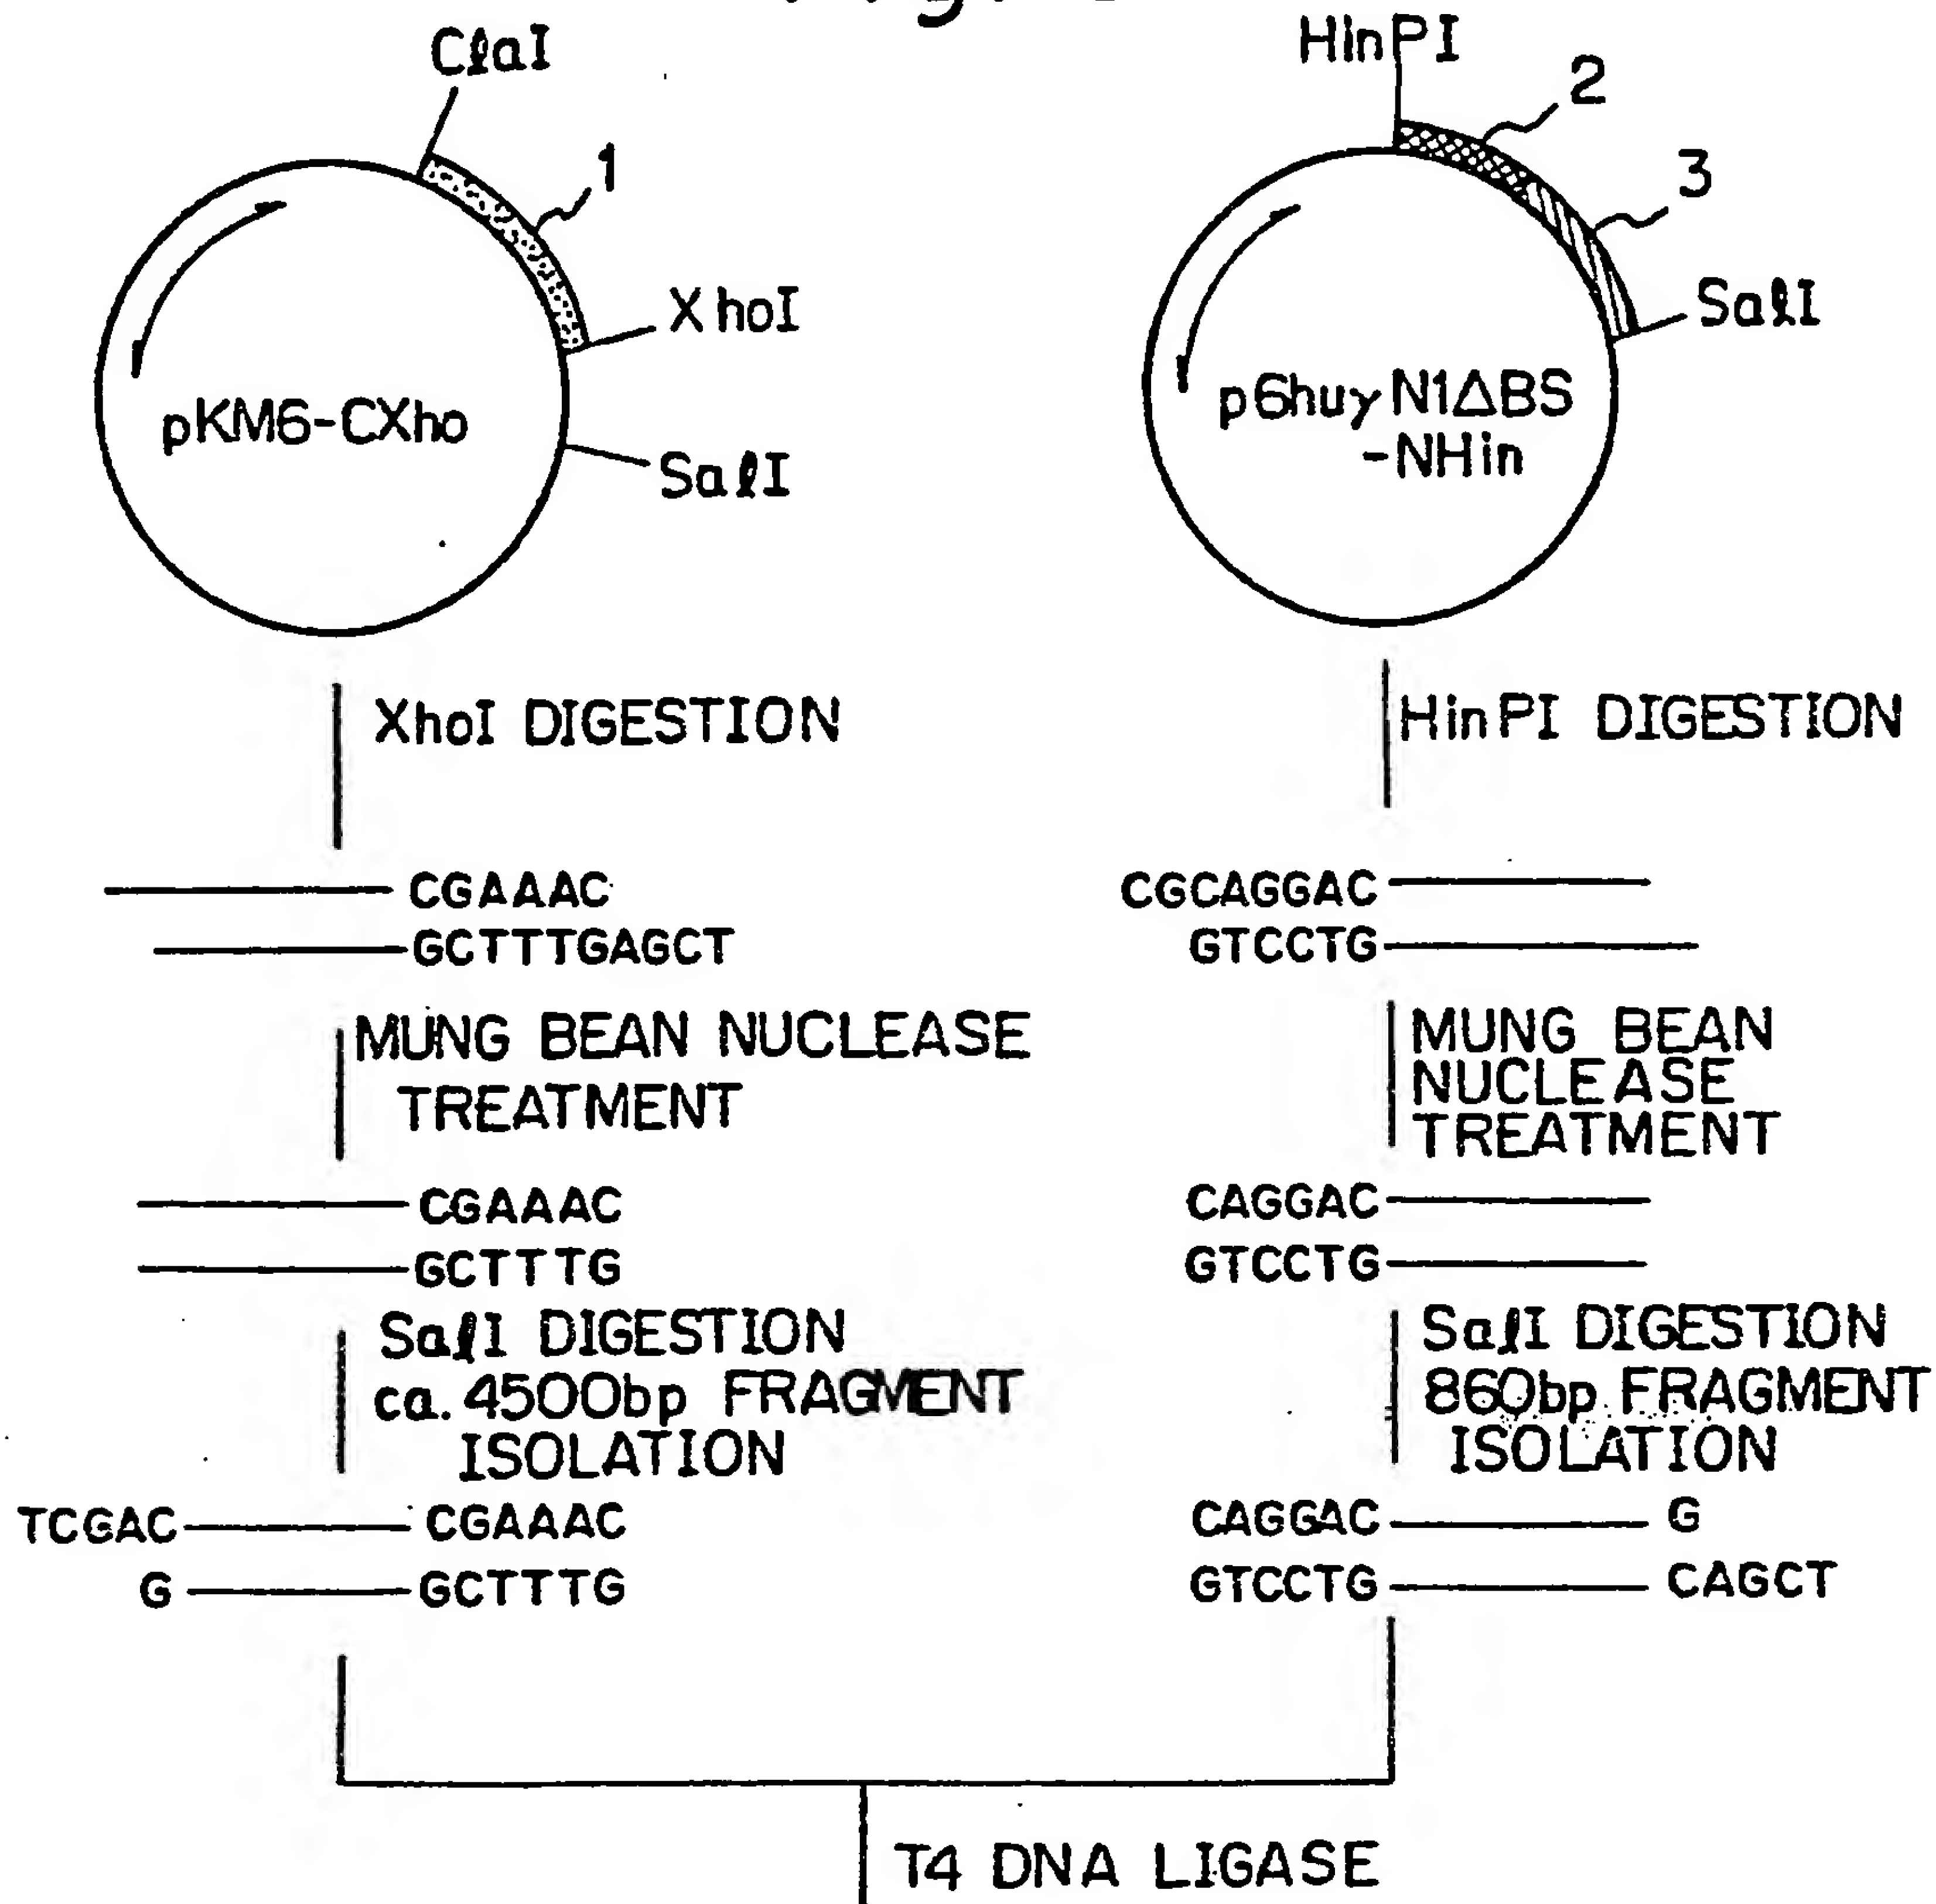 ClaI
1
XhoI
pKM6-CXho
SalI
HinPI
2
3
SalI
p6huγN1△BS
-NHin
XhoI DIGESTION
HinPI DIGESTION
CGAAAC
GCTTTGAGCT
CGCAGGAC
GTCCTG
MUNG BEAN NUCLEASE
TREATMENT
MUNG BEAN
NUCLEASE
TREATMENT
CGAAAC
GCTTTG
CAGGAC
GTCCTG
SalI DIGESTION
ca. 4500bp FRAGMENT
ISOLATION
SalI DIGESTION
860bp FRAGMENT
ISOLATION
TCGAC CGAAAC
G GCTTTG
CAGGAC G
GTCCTG CAGCT
T4 DNA LIGASE